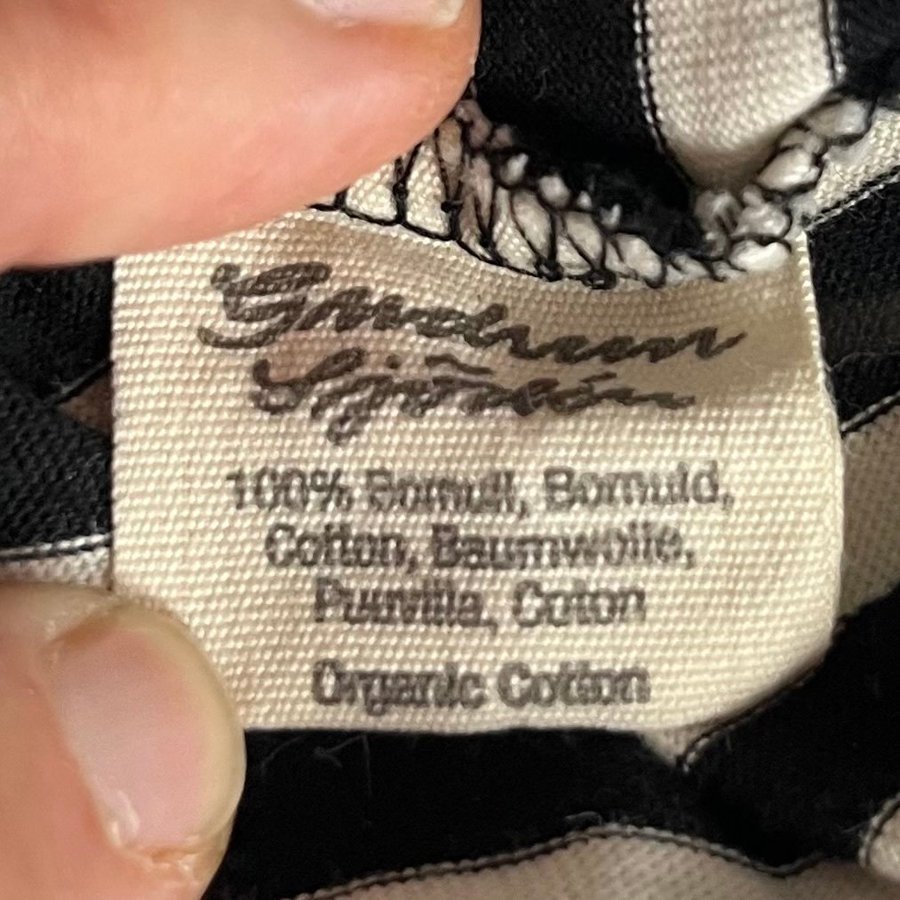 Gudrun
Sjödén
100% Bomull, Bomuld,
Cotton, Baumwolle,
Puuvilla, Coton
Organic Cotton